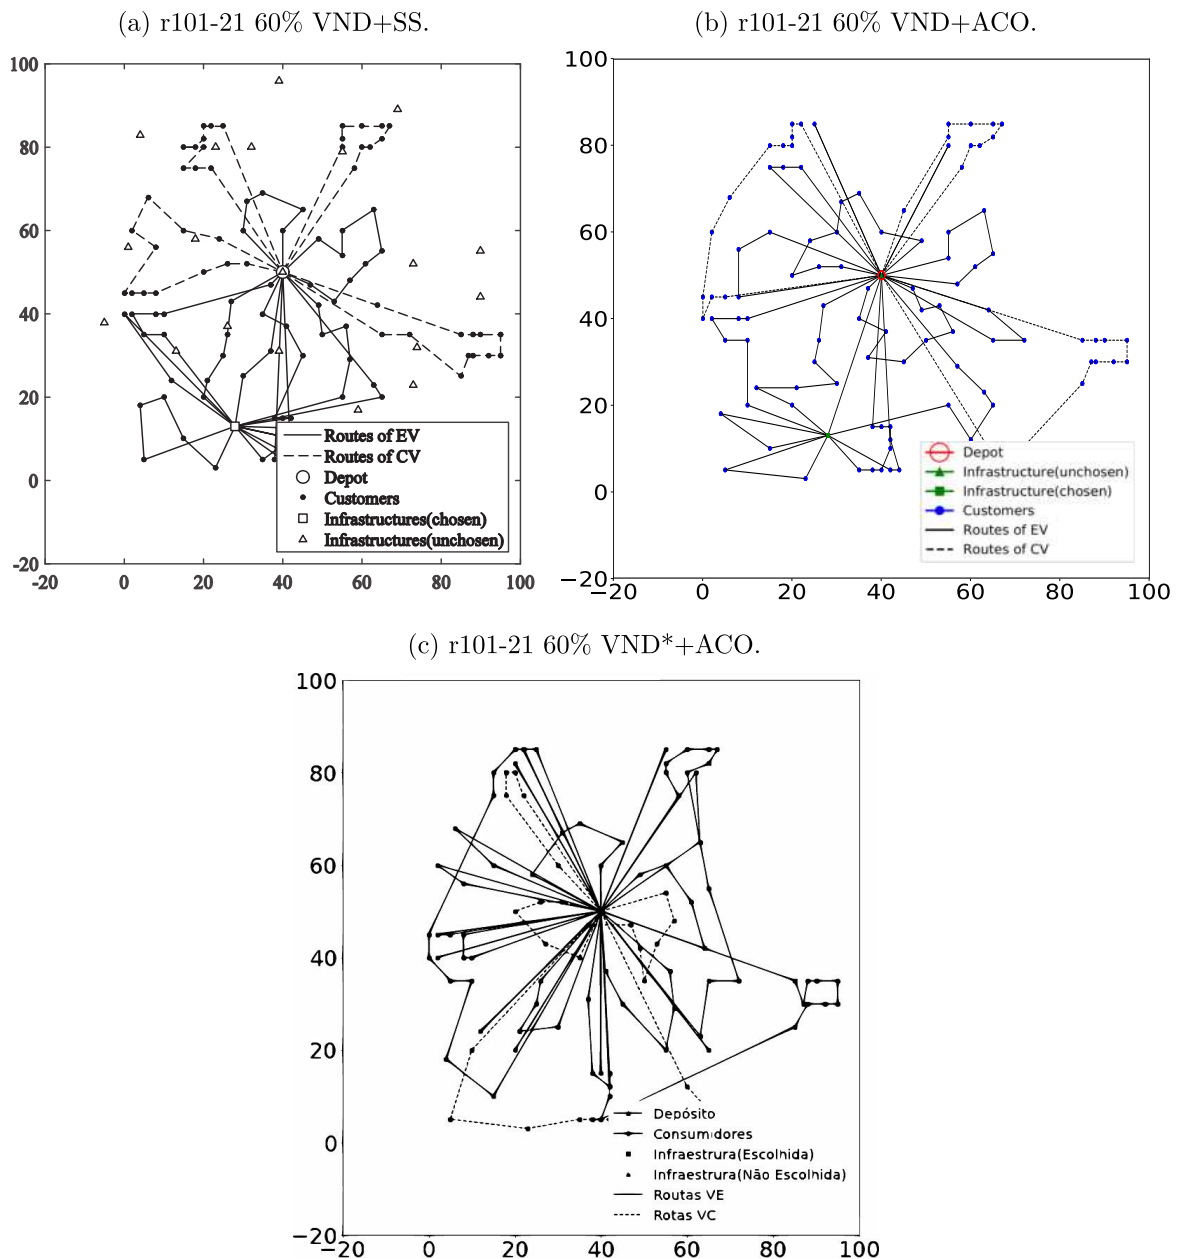 (a) r101-21 60% VND+SS.
(b) r101-21 60% VND+ACO.
100
80
60
40
20
0
-20
-20
0
20
40
60
80
100
Routes of EV
Routes of CV
Depot
Customers
Infrastructures(chosen)
Infrastructures(unchosen)
100
80
60
40
20
0
−20
−20
0
20
40
60
80
100
Depot
Infrastructure(unchosen)
Infrastructure(chosen)
Customers
Routes of EV
Routes of CV
(c) r101-21 60% VND*+ACO.
100
80
60
40
20
0
−20
−20
0
20
40
60
80
100
Depósito
Consumidores
Infraestrura(Escolhida)
Infraestrura(Não Escolhida)
Routas VE
Rotas VC